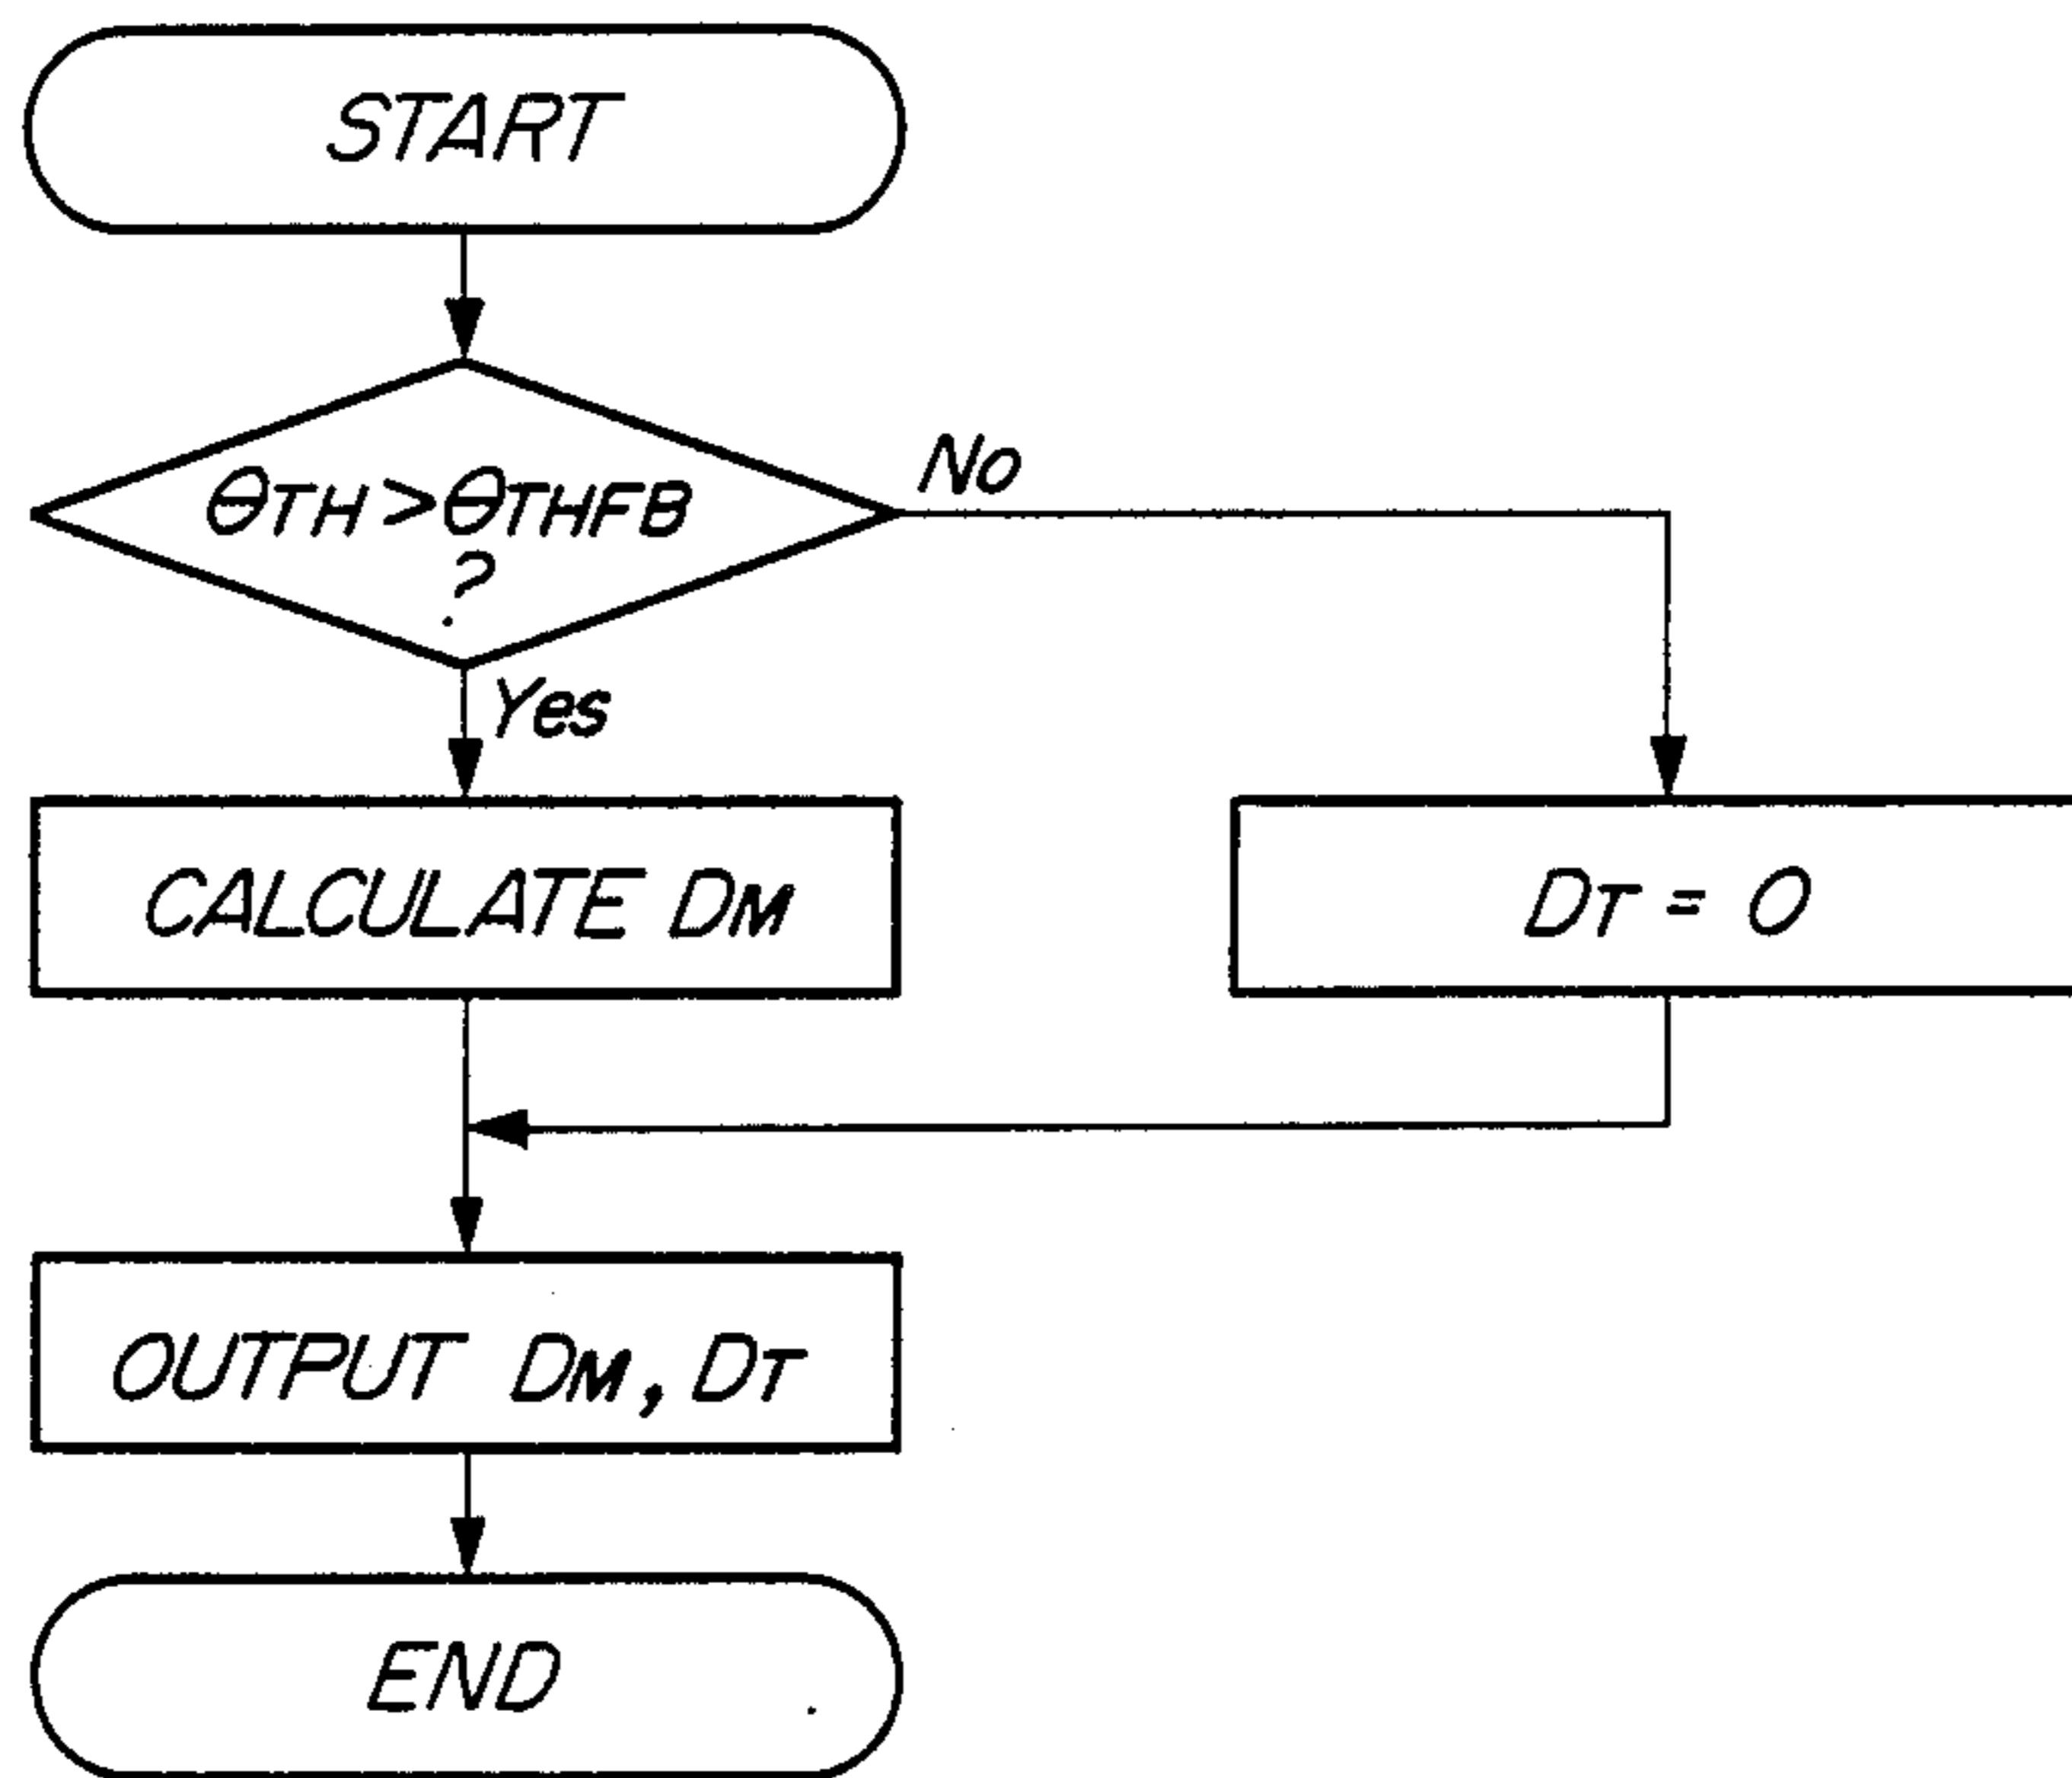 START
θTH>θTHFB
?
No
Yes
CALCULATE DM
DT = 0
OUTPUT DM, DT
END